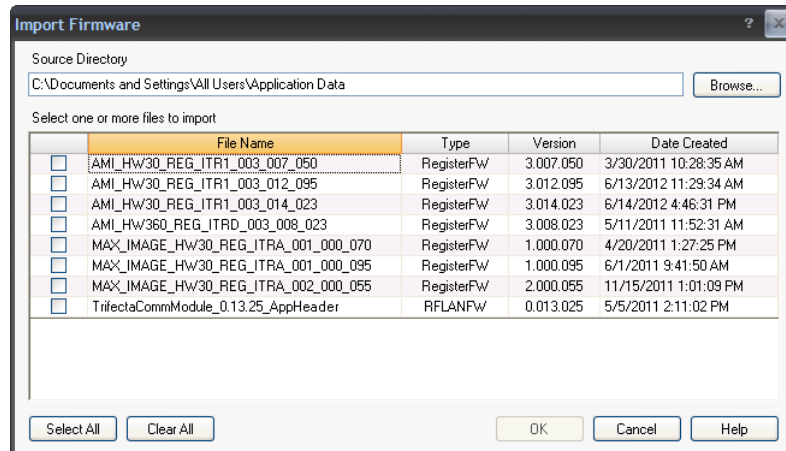 Import Firmware ? X
Source Directory
C:\Documents and Settings\All Users\Application Data Browse...
Select one or more files to import
File Name Type Version Date Created
AMI_HW30_REG_ITR1_003_007_050 RegisterFW 3.007.050 3/30/2011 10:28:35 AM
AMI_HW30_REG_ITR1_003_012_095 RegisterFW 3.012.095 6/13/2012 11:29:34 AM
AMI_HW30_REG_ITR1_003_014_023 RegisterFW 3.014.023 6/14/2012 4:46:31 PM
AMI_HW360_REG_ITRD_003_008_023 RegisterFW 3.008.023 5/11/2011 11:52:31 AM
MAX_IMAGE_HW30_REG_ITRA_001_000_070 RegisterFW 1.000.070 4/20/2011 1:27:25 PM
MAX_IMAGE_HW30_REG_ITRA_001_000_095 RegisterFW 1.000.095 6/1/2011 9:41:50 AM
MAX_IMAGE_HW30_REG_ITRA_002_000_055 RegisterFW 2.000.055 11/15/2011 1:01:09 PM
TrifectaCommModule_0.13.25_AppHeader RFLANFW 0.013.025 5/5/2011 2:11:02 PM
Select All Clear All OK Cancel Help